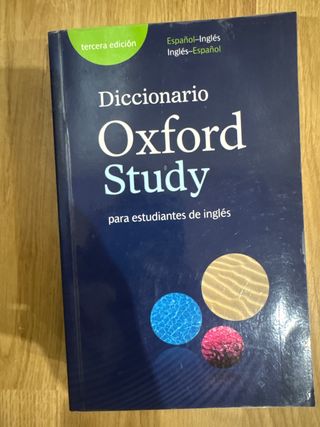 tercera edición
Español–Inglés
Inglés–Español
Diccionario
Oxford
Study
para estudiantes de inglés